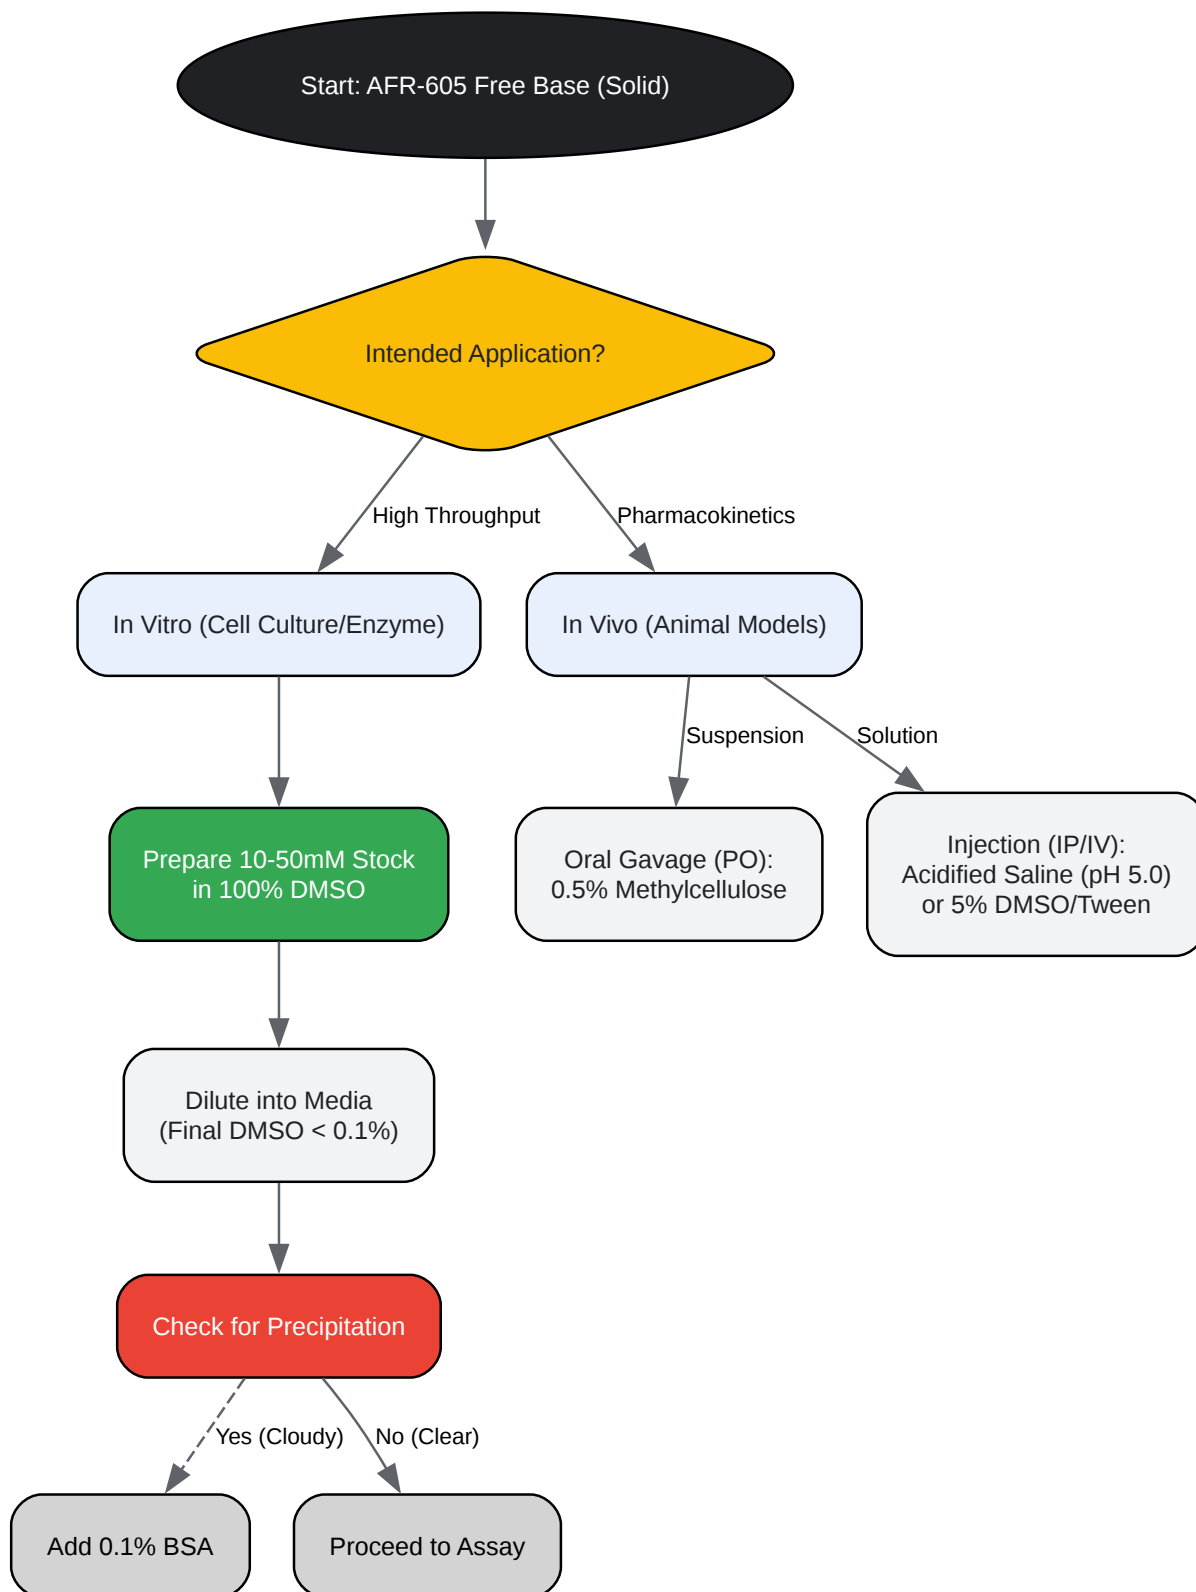 Start: AFR-605 Free Base (Solid)
Intended Application?
High Throughput
Pharmacokinetics
In Vitro (Cell Culture/Enzyme)
In Vivo (Animal Models)
Suspension
Solution
Prepare 10-50mM Stock
in 100% DMSO
Oral Gavage (PO):
0.5% Methylcellulose
Injection (IP/IV):
Acidified Saline (pH 5.0)
or 5% DMSO/Tween
Dilute into Media
(Final DMSO < 0.1%)
Check for Precipitation
Yes (Cloudy)
No (Clear)
Add 0.1% BSA
Proceed to Assay